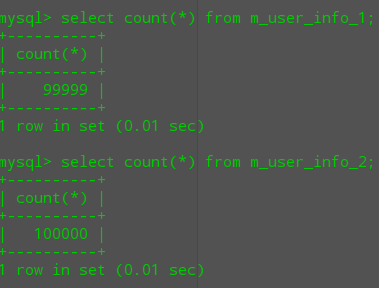 mysql> select count(*) from m_user_info_1;
+----------+
| count(*) |
+----------+
|    99999 |
+----------+
1 row in set (0.01 sec)

mysql> select count(*) from m_user_info_2;
+----------+
| count(*) |
+----------+
|   100000 |
+----------+
1 row in set (0.01 sec)